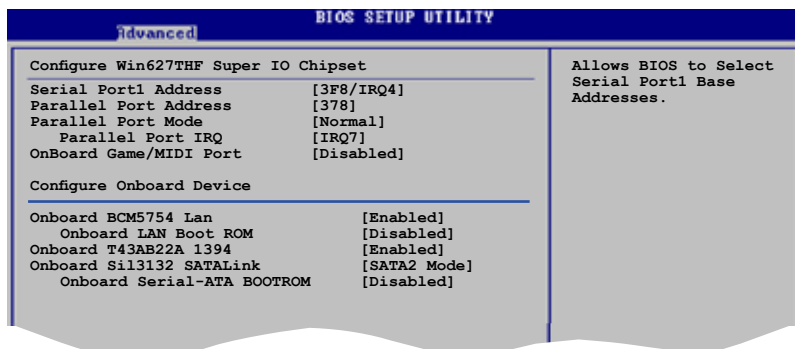 BIOS SETUP UTILITY
Advanced
Configure Win627THF Super IO Chipset
Serial Port1 Address [3F8/IRQ4]
Parallel Port Address [378]
Parallel Port Mode [Normal]
Parallel Port IRQ [IRQ7]
OnBoard Game/MIDI Port [Disabled]
Configure Onboard Device
Onboard BCM5754 Lan [Enabled]
Onboard LAN Boot ROM [Disabled]
Onboard T43AB22A 1394 [Enabled]
Onboard Sil3132 SATALink [SATA2 Mode]
Onboard Serial-ATA BOOTROM [Disabled]
Allows BIOS to Select
Serial Port1 Base
Addresses.